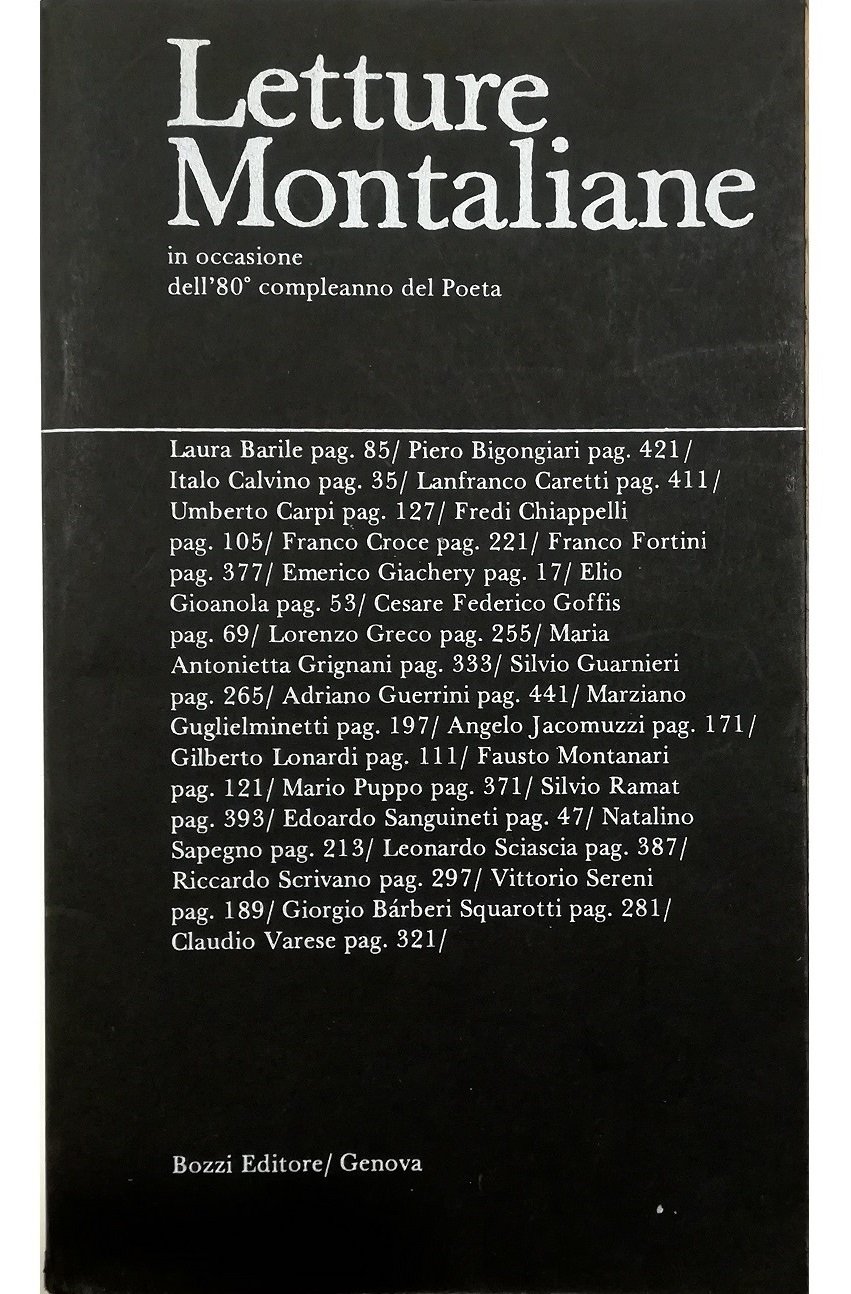 Letture
Montaliane
in occasione
dell'80° compleanno del Poeta
Laura Barile pag. 85/ Piero Bigongiari pag. 421/
Italo Calvino pag. 35/ Lanfranco Caretti pag. 411/
Umberto Carpi pag. 127/ Fredi Chiappelli
pag. 105/ Franco Croce pag. 221/ Franco Fortini
pag. 377/ Emerico Giachery pag. 17/ Elio
Gioanola pag. 53/ Cesare Federico Goffis
pag. 69/ Lorenzo Greco pag. 255/ Maria
Antonietta Grignani pag. 333/ Silvio Guarnieri
pag. 265/ Adriano Guerrini pag. 441/ Marziano
Guglielminetti pag. 197/ Angelo Jacomuzzi pag. 171/
Gilberto Lonardi pag. 111/ Fausto Montanari
pag. 121/ Mario Puppo pag. 371/ Silvio Ramat
pag. 393/ Edoardo Sanguineti pag. 47/ Natalino
Sapegno pag. 213/ Leonardo Sciascia pag. 387/
Riccardo Scrivano pag. 297/ Vittorio Sereni
pag. 189/ Giorgio Bárberi Squarotti pag. 281/
Claudio Varese pag. 321/
Bozzi Editore/ Genova